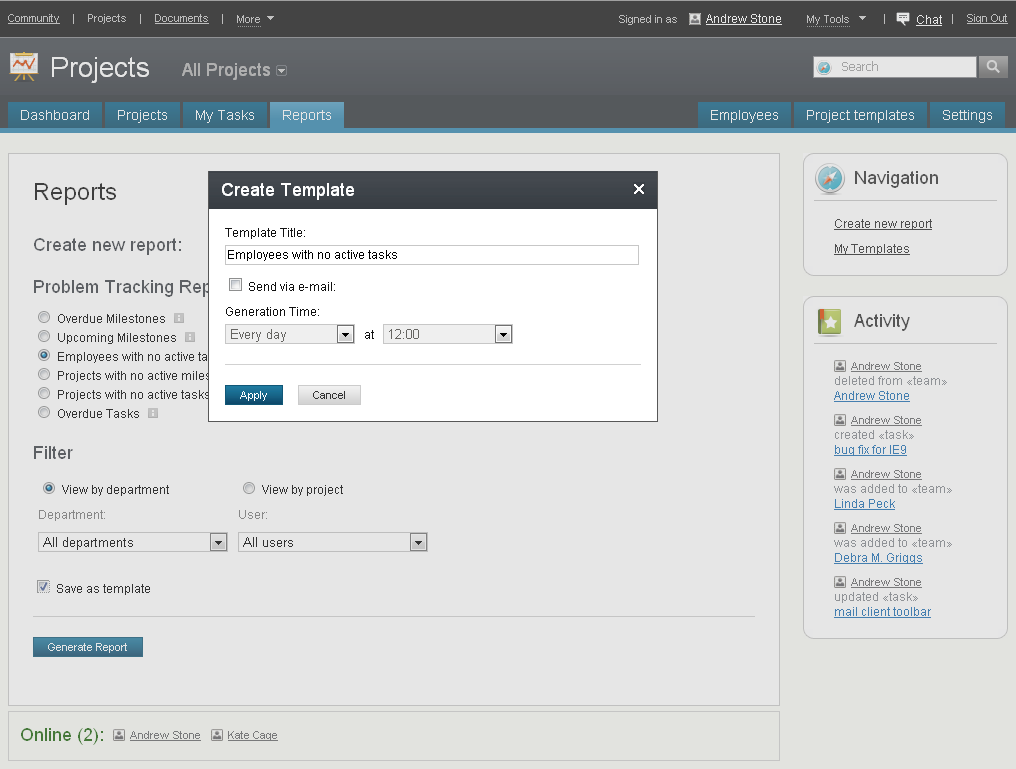 Community | Projects | Documents | More
Signed in as Andrew Stone My Tools | Chat | Sign Out
Projects All Projects
Search
Dashboard Projects My Tasks Reports
Employees Project templates Settings
Reports
Create new report:
Problem Tracking Rep
Overdue Milestones
Upcoming Milestones
Employees with no active ta
Projects with no active miles
Projects with no active tasks
Overdue Tasks
Filter
View by department View by project
Department: User:
All departments All users
Save as template
Generate Report
Online (2): Andrew Stone Kate Cage
Create Template
Template Title:
Employees with no active tasks
Send via e-mail:
Generation Time:
Every day at 12:00
Apply Cancel
Navigation
Create new report
My Templates
Activity
Andrew Stone
deleted from «team»
Andrew Stone
Andrew Stone
created «task»
bug fix for IE9
Andrew Stone
was added to «team»
Linda Peck
Andrew Stone
was added to «team»
Debra M. Griggs
Andrew Stone
updated «task»
mail client toolbar